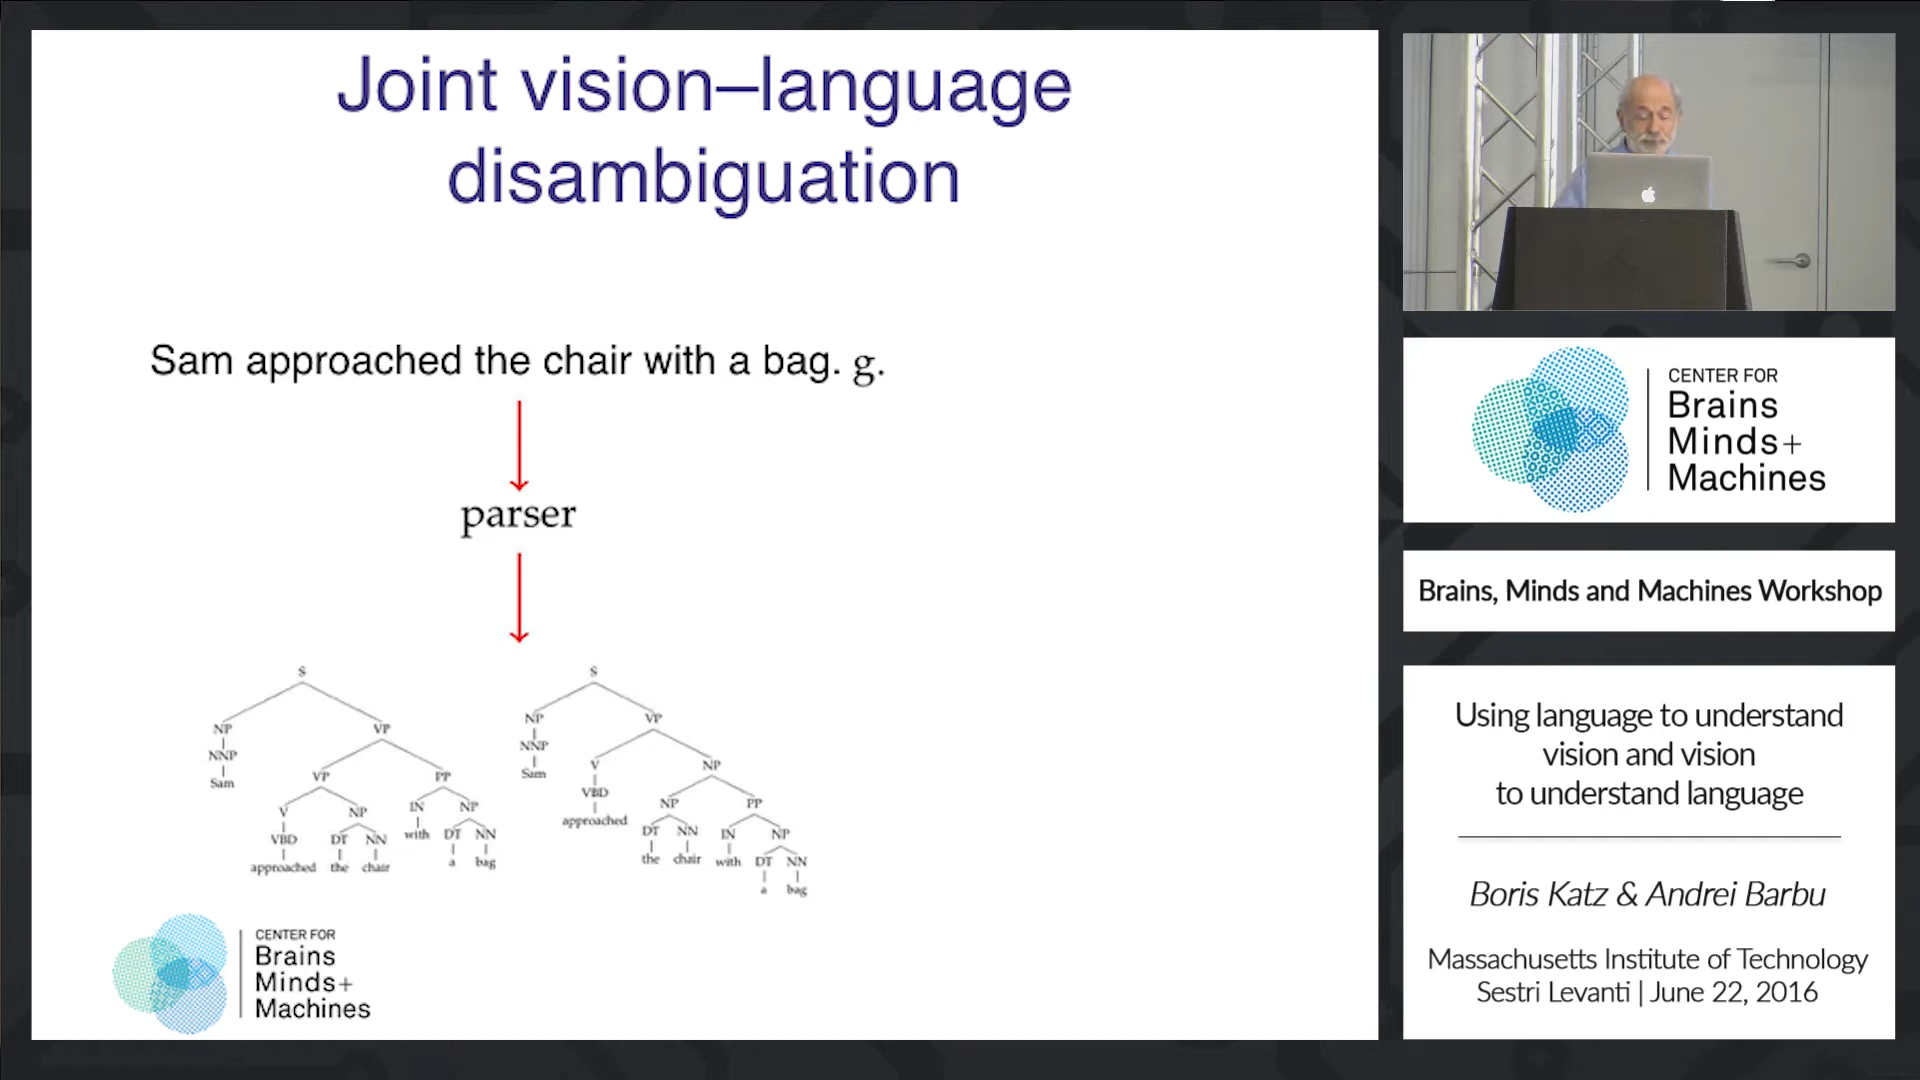 Joint vision–language
disambiguation
Sam approached the chair with a bag. g.
parser
S
NP VP
NNP
Sam
VP PP
V NP IN NP
VBD DT NN with DT NN
approached the chair a bag
S
NP VP
NNP
Sam
V NP
VBD NP PP
approached DT NN IN NP
the chair with DT NN
a bag
CENTER FOR
Brains
Minds+
Machines
CENTER FOR
Brains
Minds+
Machines
Brains, Minds and Machines Workshop
Using language to understand
vision and vision
to understand language
Boris Katz & Andrei Barbu
Massachusetts Institute of Technology
Sestri Levanti | June 22, 2016